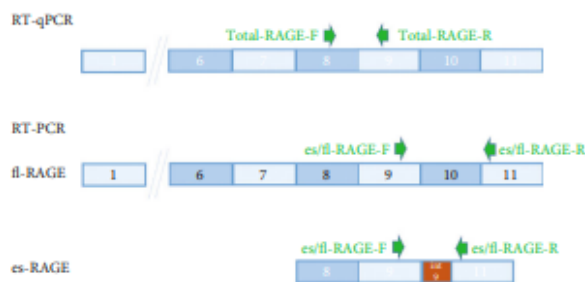 RT-qPCR
Total-RAGE-F Total-RAGE-R
1 6 7 8 9 10 11
RT-PCR
es/fl-RAGE-F es/fl-RAGE-R
fl-RAGE 1 6 7 8 9 10 11
es/fl-RAGE-F es/fl-RAGE-R
es-RAGE 8 9 9 11